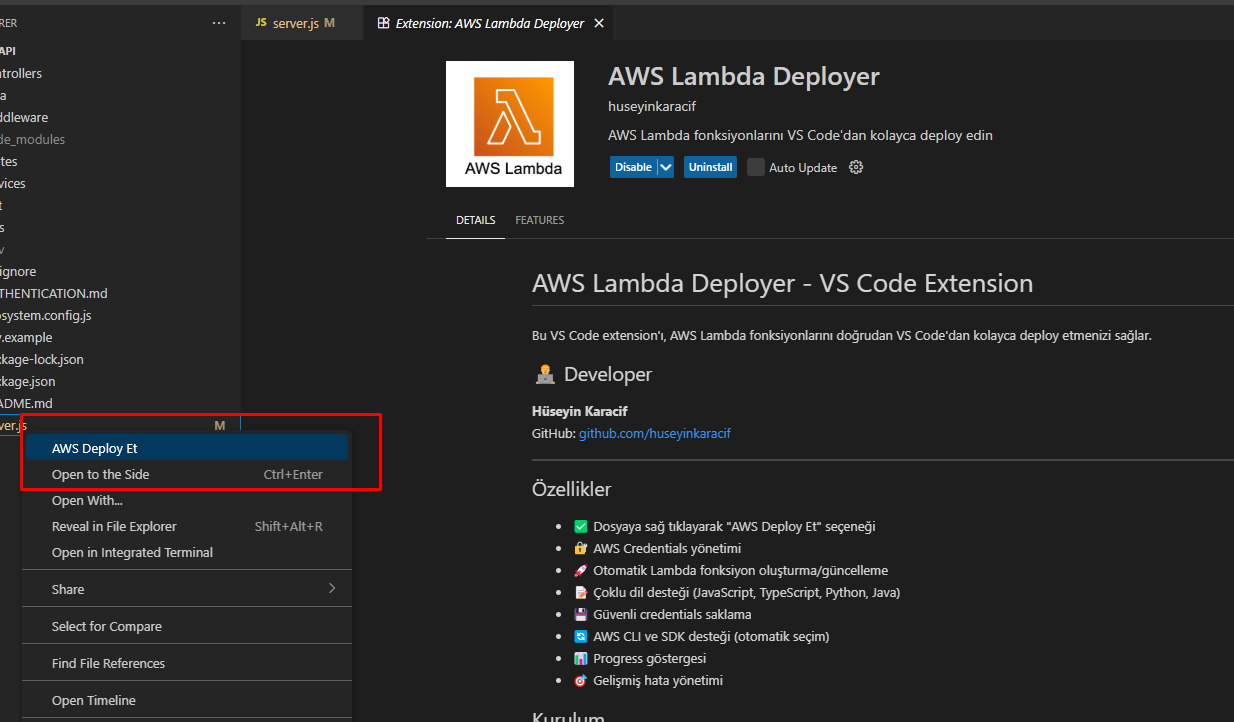 server.js M
Extension: AWS Lambda Deployer
AWS Lambda
AWS Lambda Deployer
huseyinkaracif
AWS Lambda fonksiyonlarını VS Code'dan kolayca deploy edin
Disable
Uninstall
Auto Update
DETAILS FEATURES
AWS Lambda Deployer - VS Code Extension
Bu VS Code extension'ı, AWS Lambda fonksiyonlarını doğrudan VS Code'dan kolayca deploy etmenizi sağlar.
Developer
Hüseyin Karacif
GitHub: github.com/huseyinkaracif
Özellikler
Dosyaya sağ tıklayarak "AWS Deploy Et" seçeneği
AWS Credentials yönetimi
Otomatik Lambda fonksiyon oluşturma/güncelleme
Çoklu dil desteği (JavaScript, TypeScript, Python, Java)
Güvenli credentials saklama
AWS CLI ve SDK desteği (otomatik seçim)
Progress göstergesi
Gelişmiş hata yönetimi
Kurulum
RER
API
trollers
a
ddleware
de_modules
tes
vices
t
s
v
ignore
THENTICATION.md
osystem.config.js
v.example
ckage-lock.json
ckage.json
ADME.md
ver.js M
AWS Deploy Et
Open to the Side Ctrl+Enter
Open With...
Reveal in File Explorer Shift+Alt+R
Open in Integrated Terminal
Share
Select for Compare
Find File References
Open Timeline